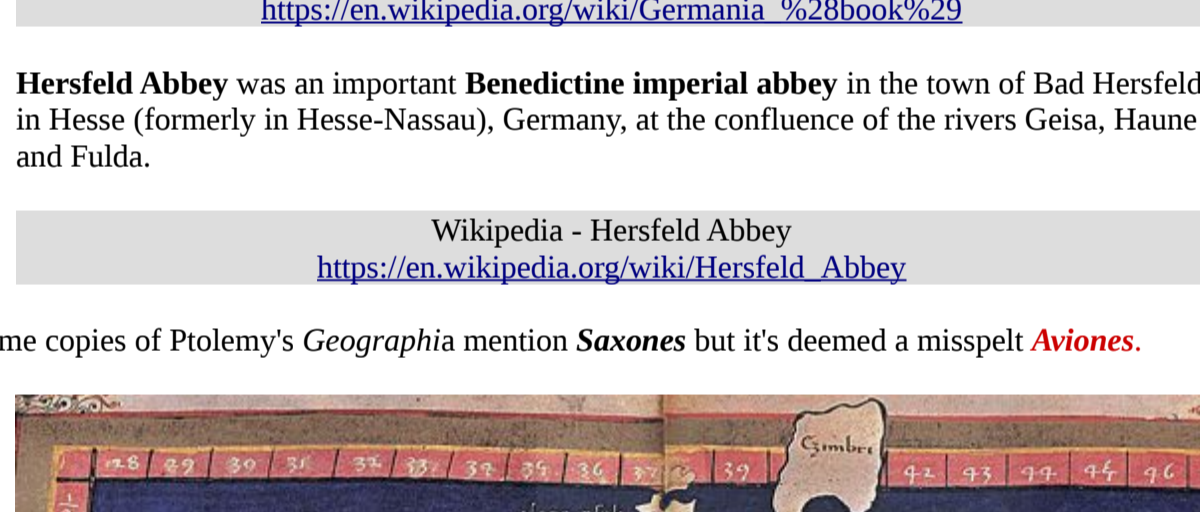 https://en.wikipedia.org/wiki/Germania_%28book%29
Hersfeld Abbey was an important Benedictine imperial abbey in the town of Bad Hersfeld
in Hesse (formerly in Hesse-Nassau), Germany, at the confluence of the rivers Geisa, Haune
and Fulda.
Wikipedia - Hersfeld Abbey
https://en.wikipedia.org/wiki/Hersfeld_Abbey
me copies of Ptolemy's Geographia mention Saxones but it's deemed a misspelt Aviones.
Cimbri
28 29 30 31 32 33 34 35 36 37 39 42 43 44 45 46